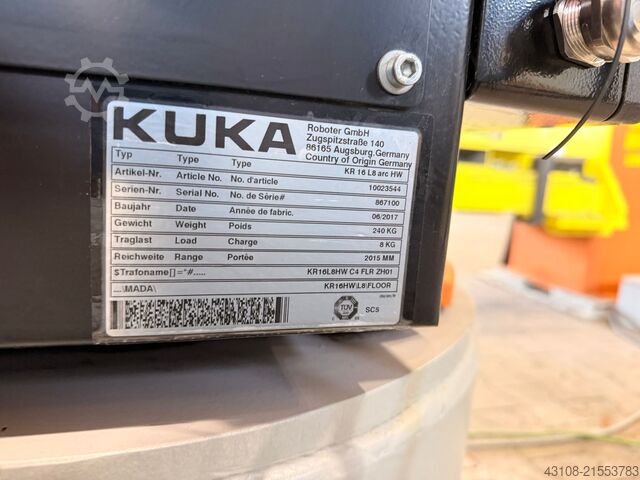 KUKA
Roboter GmbH
Zugspitzstraße 140
86165 Augsburg,Germany
Country of Origin Germany
Typ Type Type KR 16 L8 arc HW
Artikel-Nr. Article No. No. d'article 10023544
Serien-Nr. Serial No. No. de Série# 867100
Baujahr Date Année de fabric. 06/2017
Gewicht Weight Poids 240 KG
Traglast Load Charge 8 KG
Reichweite Range Portée 2015 MM
$Trafoname[]="#..... KR16L8HW C4 FLR ZH01
...\MADA\ KR16HW\L8\FLOOR
TÜV
SC5
43108-21553783